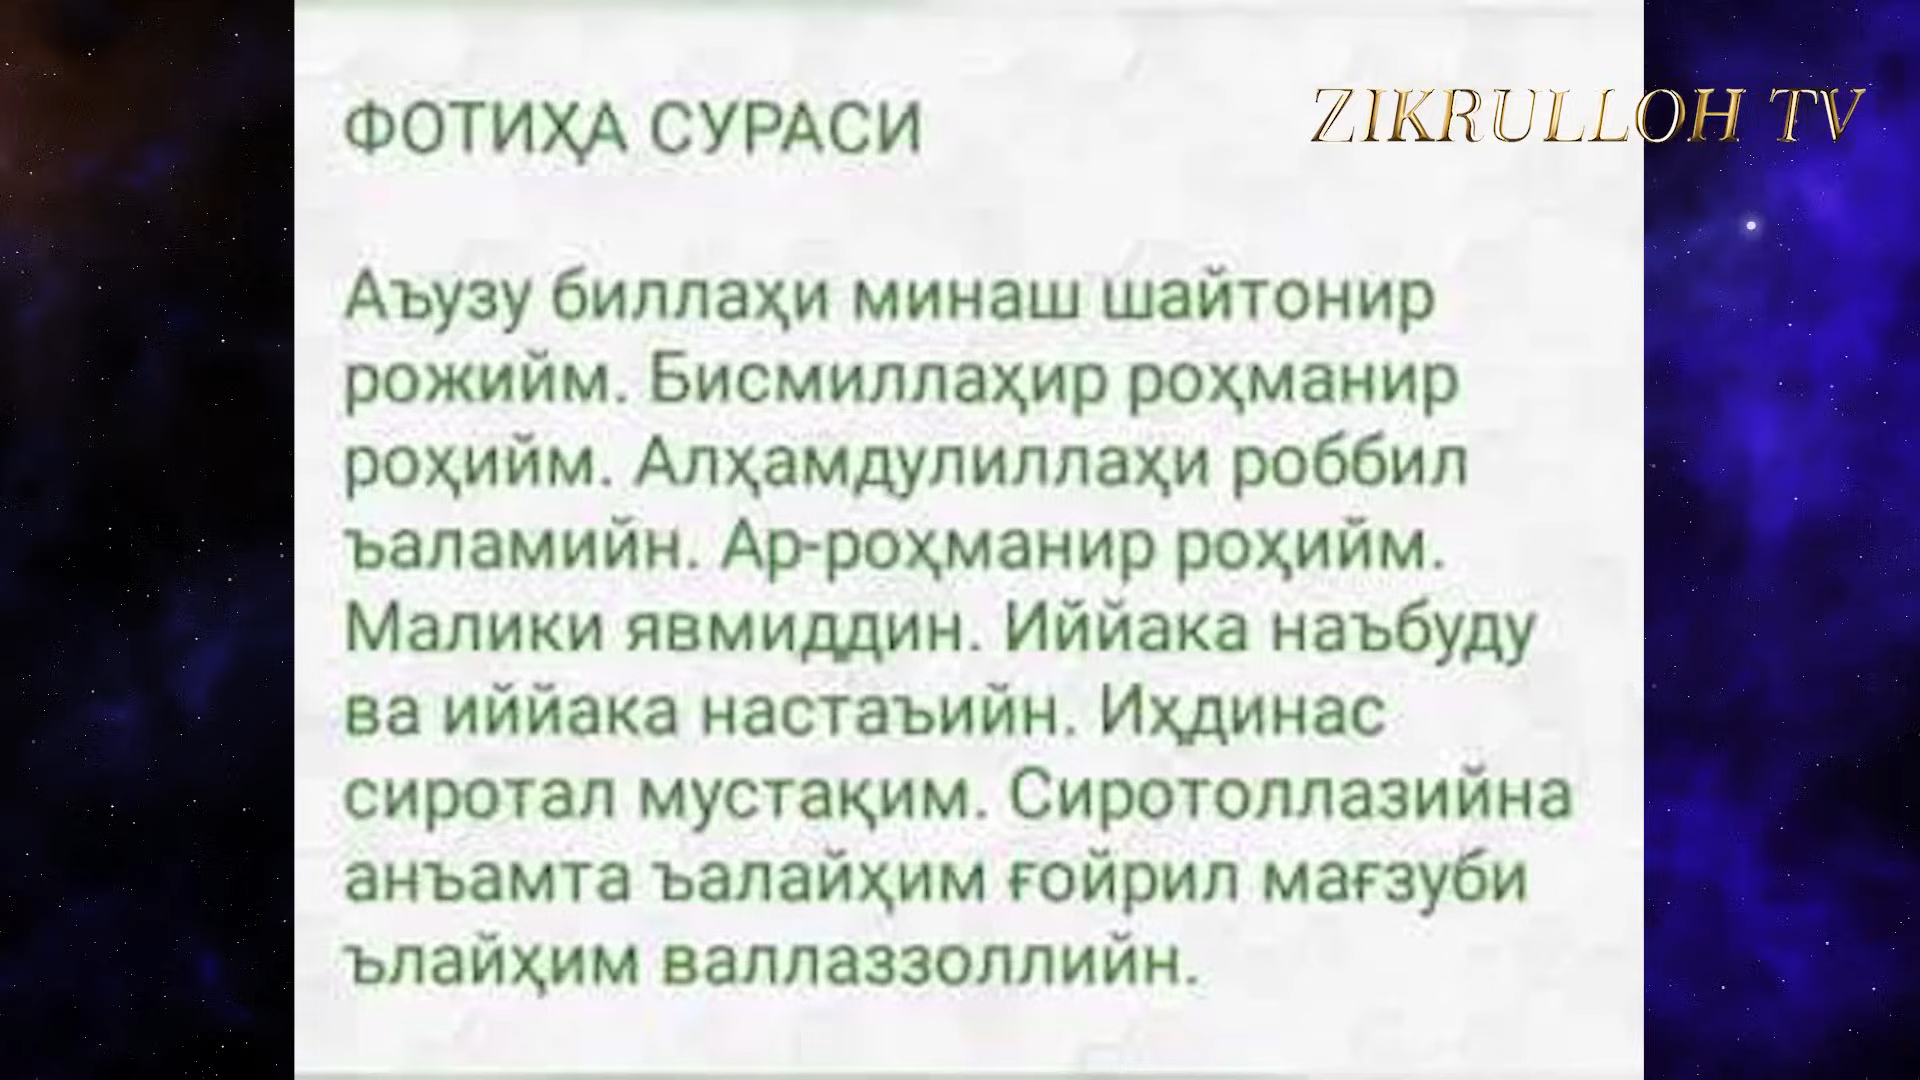 ФОТИҲА СУРАСИ
ZIKRULLOH TV
Аъузу биллаҳи минаш шайтонир
рожийм. Бисмиллаҳир роҳманир
роҳийм. Алҳамдулиллаҳи роббил
ъаламийн. Ар-роҳманир роҳийм.
Малики явмиддин. Иййака наъбуду
ва иййака настаъийн. Иҳдинас
сиротал мустақим. Сиротоллазийна
анъамта ъалайҳим ғойрил мағзуби
ълайҳим валлаззоллийн.